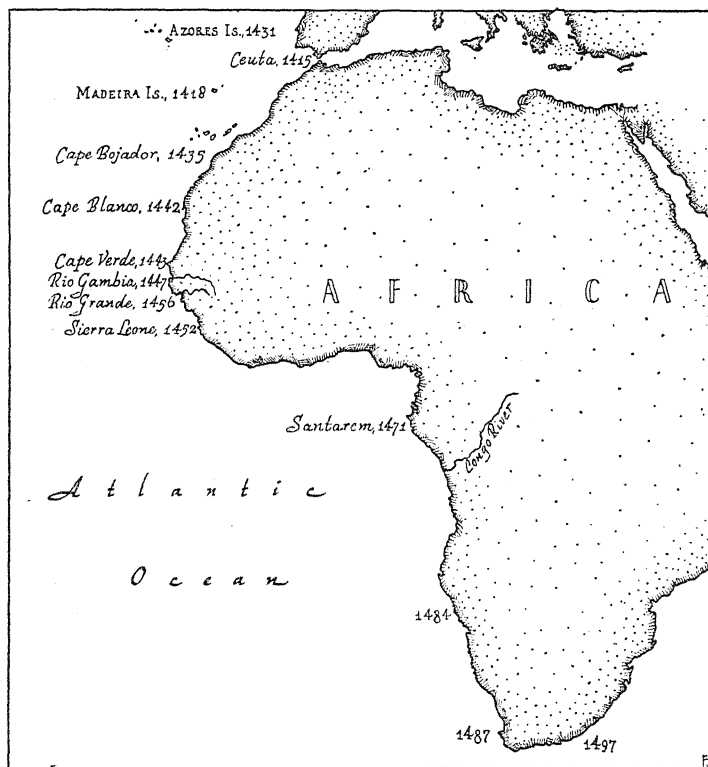 AZORES IS., 1431
Ceuta, 1415
MADEIRA IS., 1418
Cape Bojador, 1435
Cape Blanco, 1442
Cape Verde, 1443
Rio Gambia, 1447
Rio Grande, 1456
Sierra Leone, 1452
AFRICA
Santarem, 1471
Congo River
Atlantic
Ocean
1484
1487
1497